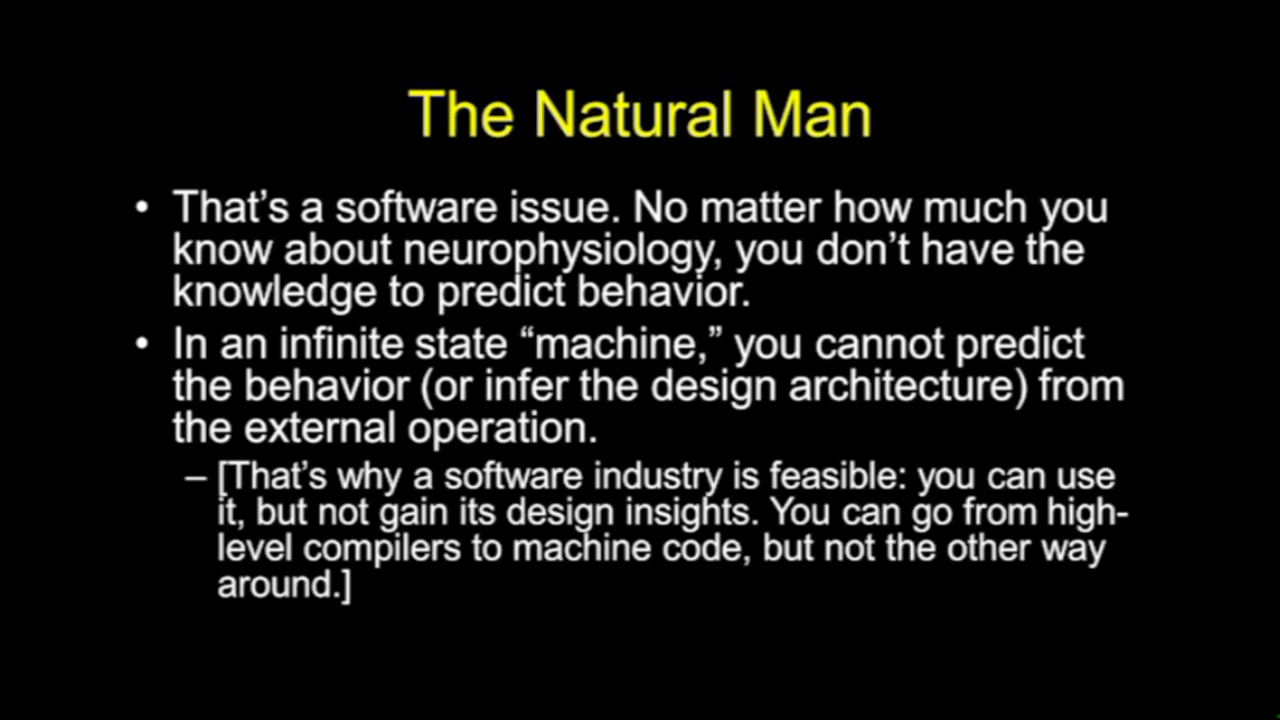 The Natural Man
• That’s a software issue. No matter how much you
know about neurophysiology, you don’t have the
knowledge to predict behavior.
• In an infinite state “machine,” you cannot predict
the behavior (or infer the design architecture) from
the external operation.
– [That’s why a software industry is feasible: you can use
it, but not gain its design insights. You can go from high-
level compilers to machine code, but not the other way
around.]